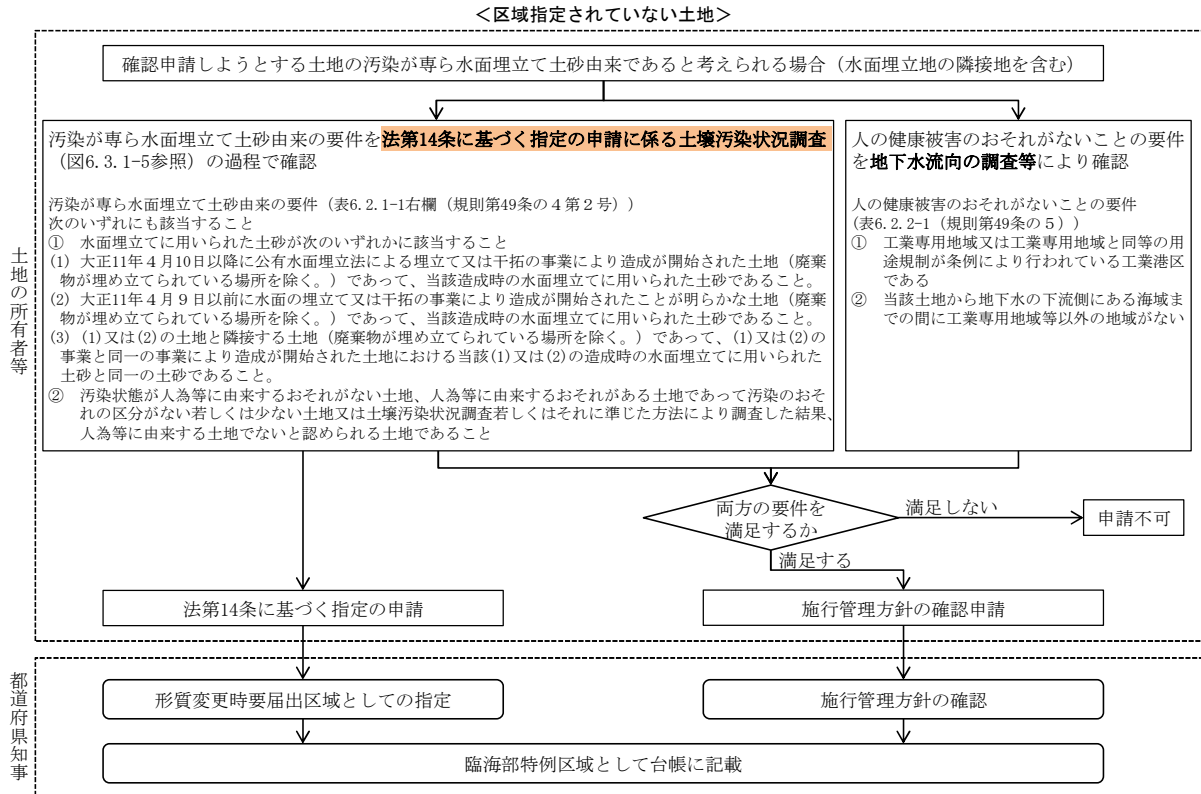 ＜区域指定されていない土地＞
土地の所有者等
確認申請しようとする土地の汚染が専ら水面埋立て土砂由来であると考えられる場合（水面埋立地の隣接地を含む）
汚染が専ら水面埋立て土砂由来の要件を法第14条に基づく指定の申請に係る土壌汚染状況調査
（図6.3.1-5参照）の過程で確認
汚染が専ら水面埋立て土砂由来の要件（表6.2.1-1右欄（規則第49条の４第２号））
次のいずれにも該当すること
①　水面埋立てに用いられた土砂が次のいずれかに該当すること
(1) 大正11年４月10日以降に公有水面埋立法による埋立て又は干拓の事業により造成が開始された土地（廃棄
物が埋め立てられている場所を除く。）であって、当該造成時の水面埋立てに用いられた土砂であること。
(2) 大正11年４月９日以前に水面の埋立て又は干拓の事業により造成が開始されたことが明らかな土地（廃棄
物が埋め立てられている場所を除く。）であって、当該造成時の水面埋立てに用いられた土砂であること。
(3) (1)又は(2)の土地と隣接する土地（廃棄物が埋め立てられている場所を除く。）であって、(1)又は(2)の
事業と同一の事業により造成が開始された土地における当該(1)又は(2)の造成時の水面埋立てに用いられた
土砂と同一の土砂であること。
②　汚染状態が人為等に由来するおそれがない土地、人為等に由来するおそれがある土地であって汚染のおそ
れの区分がない若しくは少ない土地又は土壌汚染状況調査若しくはそれに準じた方法により調査した結果、
人為等に由来する土地でないと認められる土地であること
人の健康被害のおそれがないことの要件
を地下水流向の調査等により確認
人の健康被害のおそれがないことの要件
（表6.2.2-1（規則第49条の５））
①　工業専用地域又は工業専用地域と同等の用
途規制が条例により行われている工業港区
である
②　当該土地から地下水の下流側にある海域ま
での間に工業専用地域等以外の地域がない
両方の要件を
満足するか
満足しない
申請不可
満足する
法第14条に基づく指定の申請
施行管理方針の確認申請
都道府県知事
形質変更時要届出区域としての指定
施行管理方針の確認
臨海部特例区域として台帳に記載